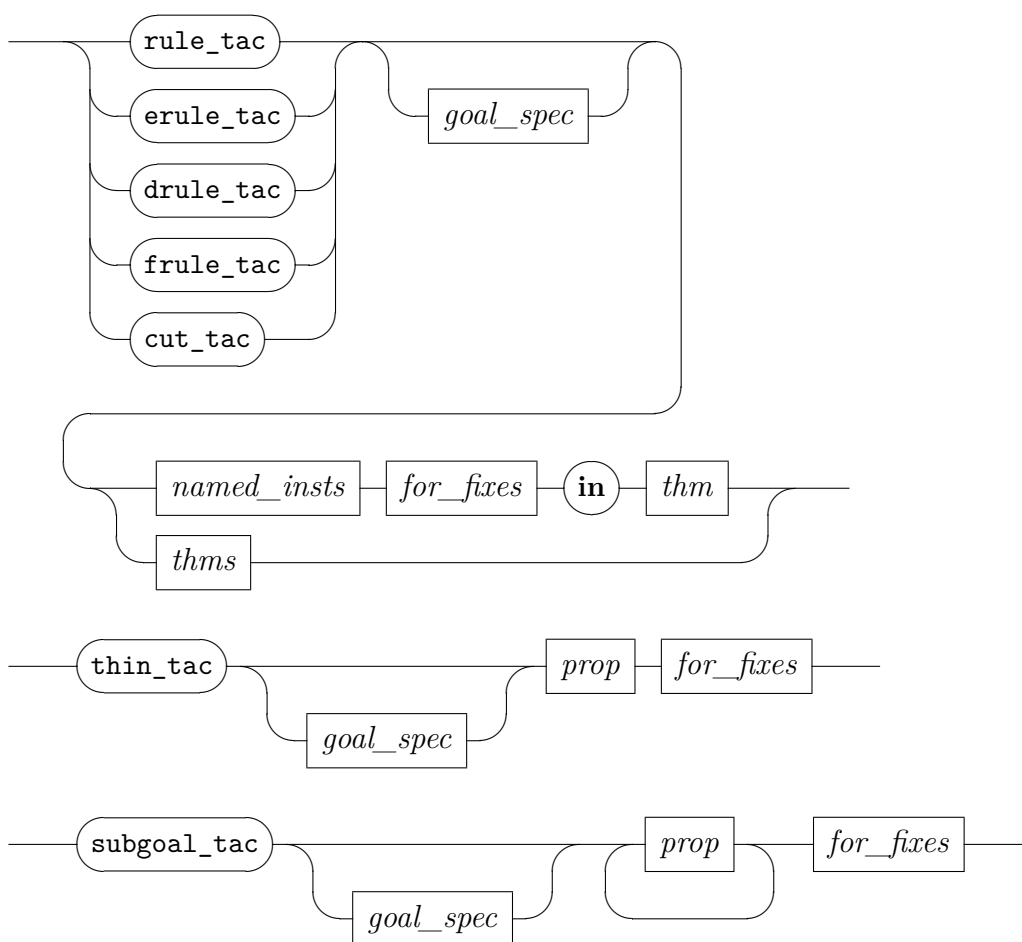 rule_tac
erule_tac goal_spec
drule_tac
frule_tac
cut_tac
named_insts for_fixes in thm
thms
thin_tac prop for_fixes
goal_spec
subgoal_tac prop for_fixes
goal_spec